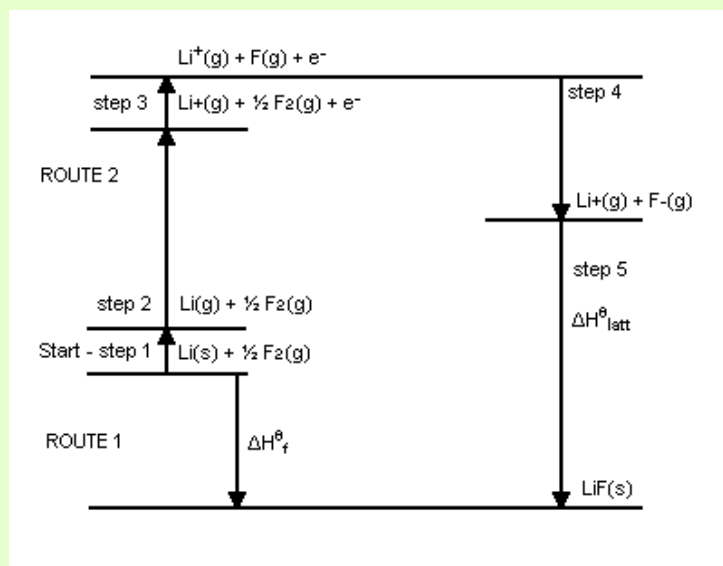 Li⁺(g) + F(g) + e⁻
step 3
Li+(g) + ½ F₂(g) + e⁻
step 4
ROUTE 2
Li+(g) + F-(g)
step 5
step 2
Li(g) + ½ F₂(g)
ΔHᶿlatt
Start - step 1
Li(s) + ½ F₂(g)
ROUTE 1
ΔHᶿf
LiF(s)